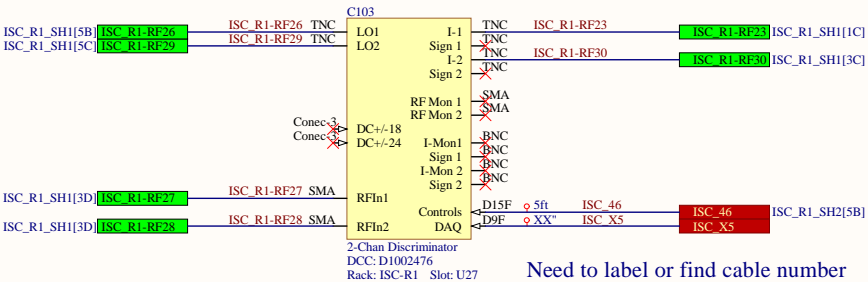 C103
ISC_R1_SH1[5B] ISC_R1-RF26 ISC_R1-RF26 TNC LO1 I-1 TNC ISC_R1-RF23 ISC_R1-RF23 ISC_R1_SH1[1C]
ISC_R1_SH1[5C] ISC_R1-RF29 ISC_R1-RF29 TNC LO2 Sign 1 TNC
I-2 TNC ISC_R1-RF30 ISC_R1-RF30 ISC_R1_SH1[3C]
Sign 2 TNC
RF Mon 1 SMA
RF Mon 2 SMA
Conec-3 DC+/-18
Conec-3 DC+/-24 I-Mon1 BNC
Sign 1 BNC
I-Mon 2 BNC
Sign 2 BNC
ISC_R1_SH1[3D] ISC_R1-RF27 ISC_R1-RF27 SMA RFIn1
Controls D15F 5ft ISC_46 ISC_46 ISC_R1_SH2[5B]
ISC_R1_SH1[3D] ISC_R1-RF28 ISC_R1-RF28 SMA RFIn2 DAQ D9F XX" ISC_X5 ISC_X5
2-Chan Discriminator
DCC: D1002476
Rack: ISC-R1 Slot: U27
Need to label or find cable number